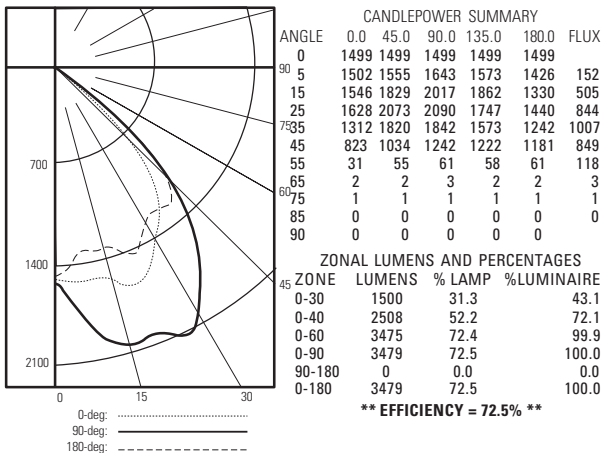 CANDLEPOWER SUMMARY
ANGLE 0.0 45.0 90.0 135.0 180.0 FLUX
0 1499 1499 1499 1499 1499
5 1502 1555 1643 1573 1426 152
15 1546 1829 2017 1862 1330 505
25 1628 2073 2090 1747 1440 844
35 1312 1820 1842 1573 1242 1007
45 823 1034 1242 1222 1181 849
55 31 55 61 58 61 118
65 2 2 3 2 2 3
75 1 1 1 1 1 1
85 0 0 0 0 0 0
90 0 0 0 0 0
ZONAL LUMENS AND PERCENTAGES
ZONE LUMENS % LAMP %LUMINAIRE
0-30 1500 31.3 43.1
0-40 2508 52.2 72.1
0-60 3475 72.4 99.9
0-90 3479 72.5 100.0
90-180 0 0.0 0.0
0-180 3479 72.5 100.0
** EFFICIENCY = 72.5% **
90
75
60
45
700
1400
2100
0 15 30
0-deg:
90-deg:
180-deg: